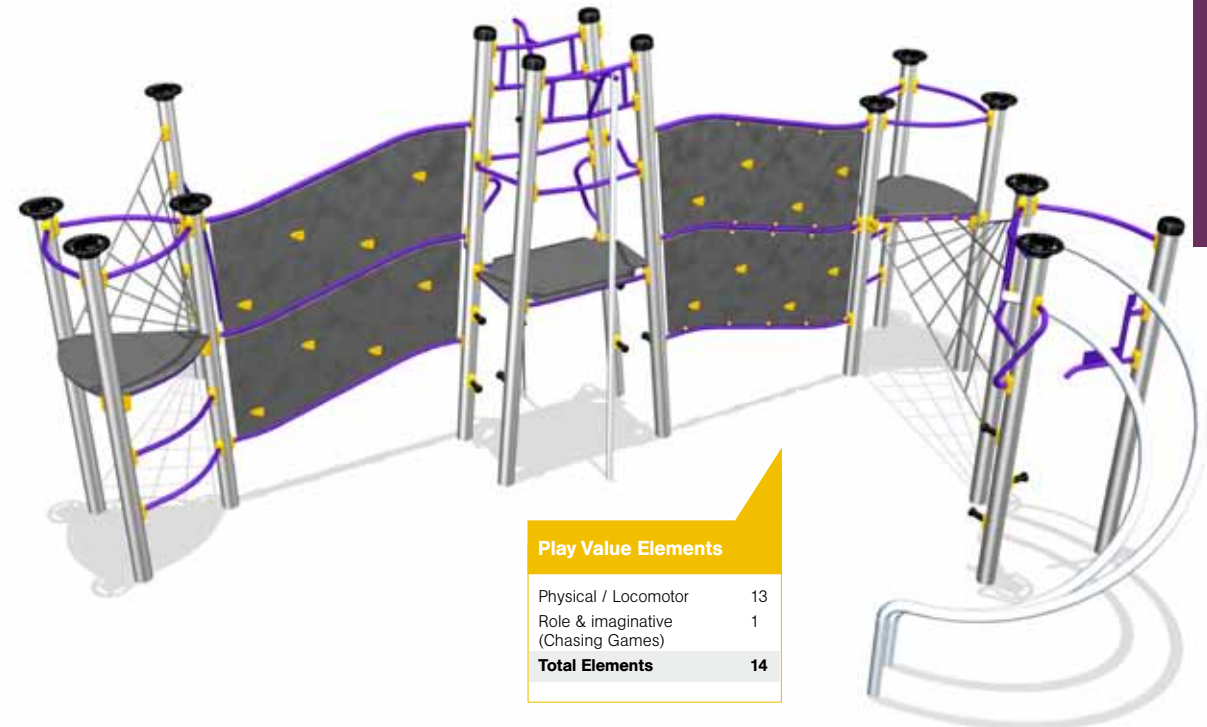 Play Value Elements
Physical / Locomotor 13
Role & imaginative 1
(Chasing Games)
Total Elements 14